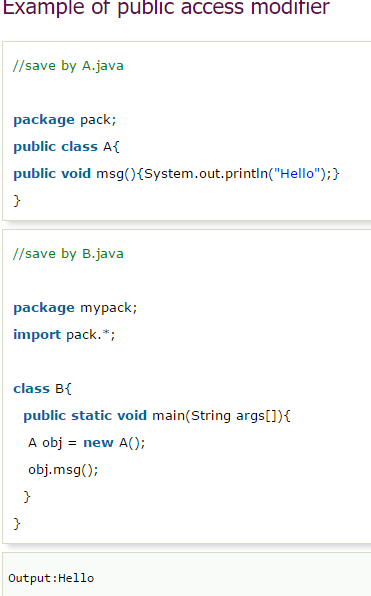 Example of public access modifier
//save by A.java
package pack;
public class A{
public void msg(){System.out.println("Hello");}
}
//save by B.java
package mypack;
import pack.*;
class B{
public static void main(String args[]){
A obj = new A();
obj.msg();
}
}
Output:Hello